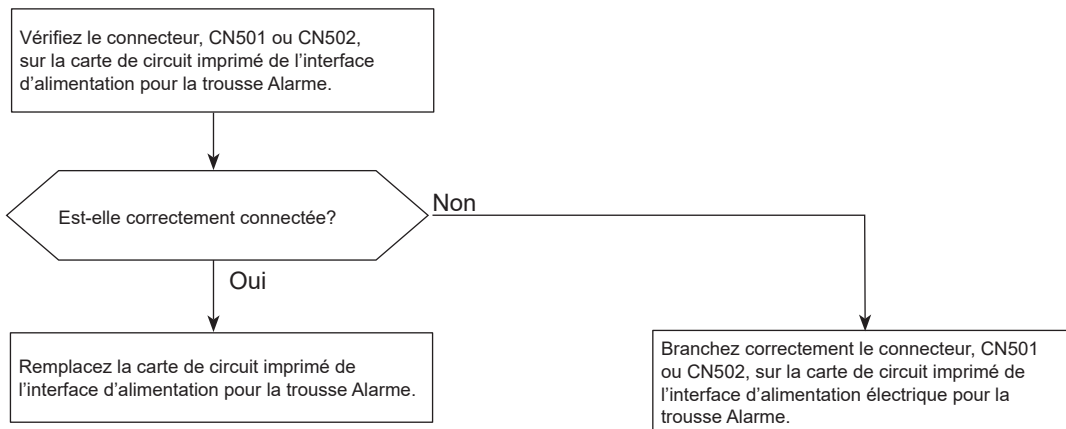 Vérifiez le connecteur, CN501 ou CN502,
sur la carte de circuit imprimé de l’interface
d’alimentation pour la trousse Alarme.
Est-elle correctement connectée?
Non
Oui
Remplacez la carte de circuit imprimé de
l’interface d’alimentation pour la trousse Alarme.
Branchez correctement le connecteur, CN501
ou CN502, sur la carte de circuit imprimé de
l’interface d’alimentation électrique pour la
trousse Alarme.